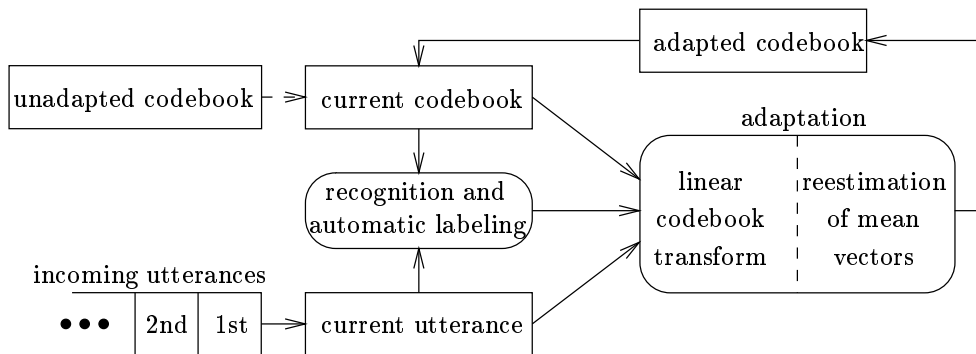 adapted codebook
unadapted codebook
current codebook
adaptation
recognition and
automatic labeling
linear
codebook
transform
reestimation
of mean
vectors
incoming utterances
••• 2nd 1st
current utterance